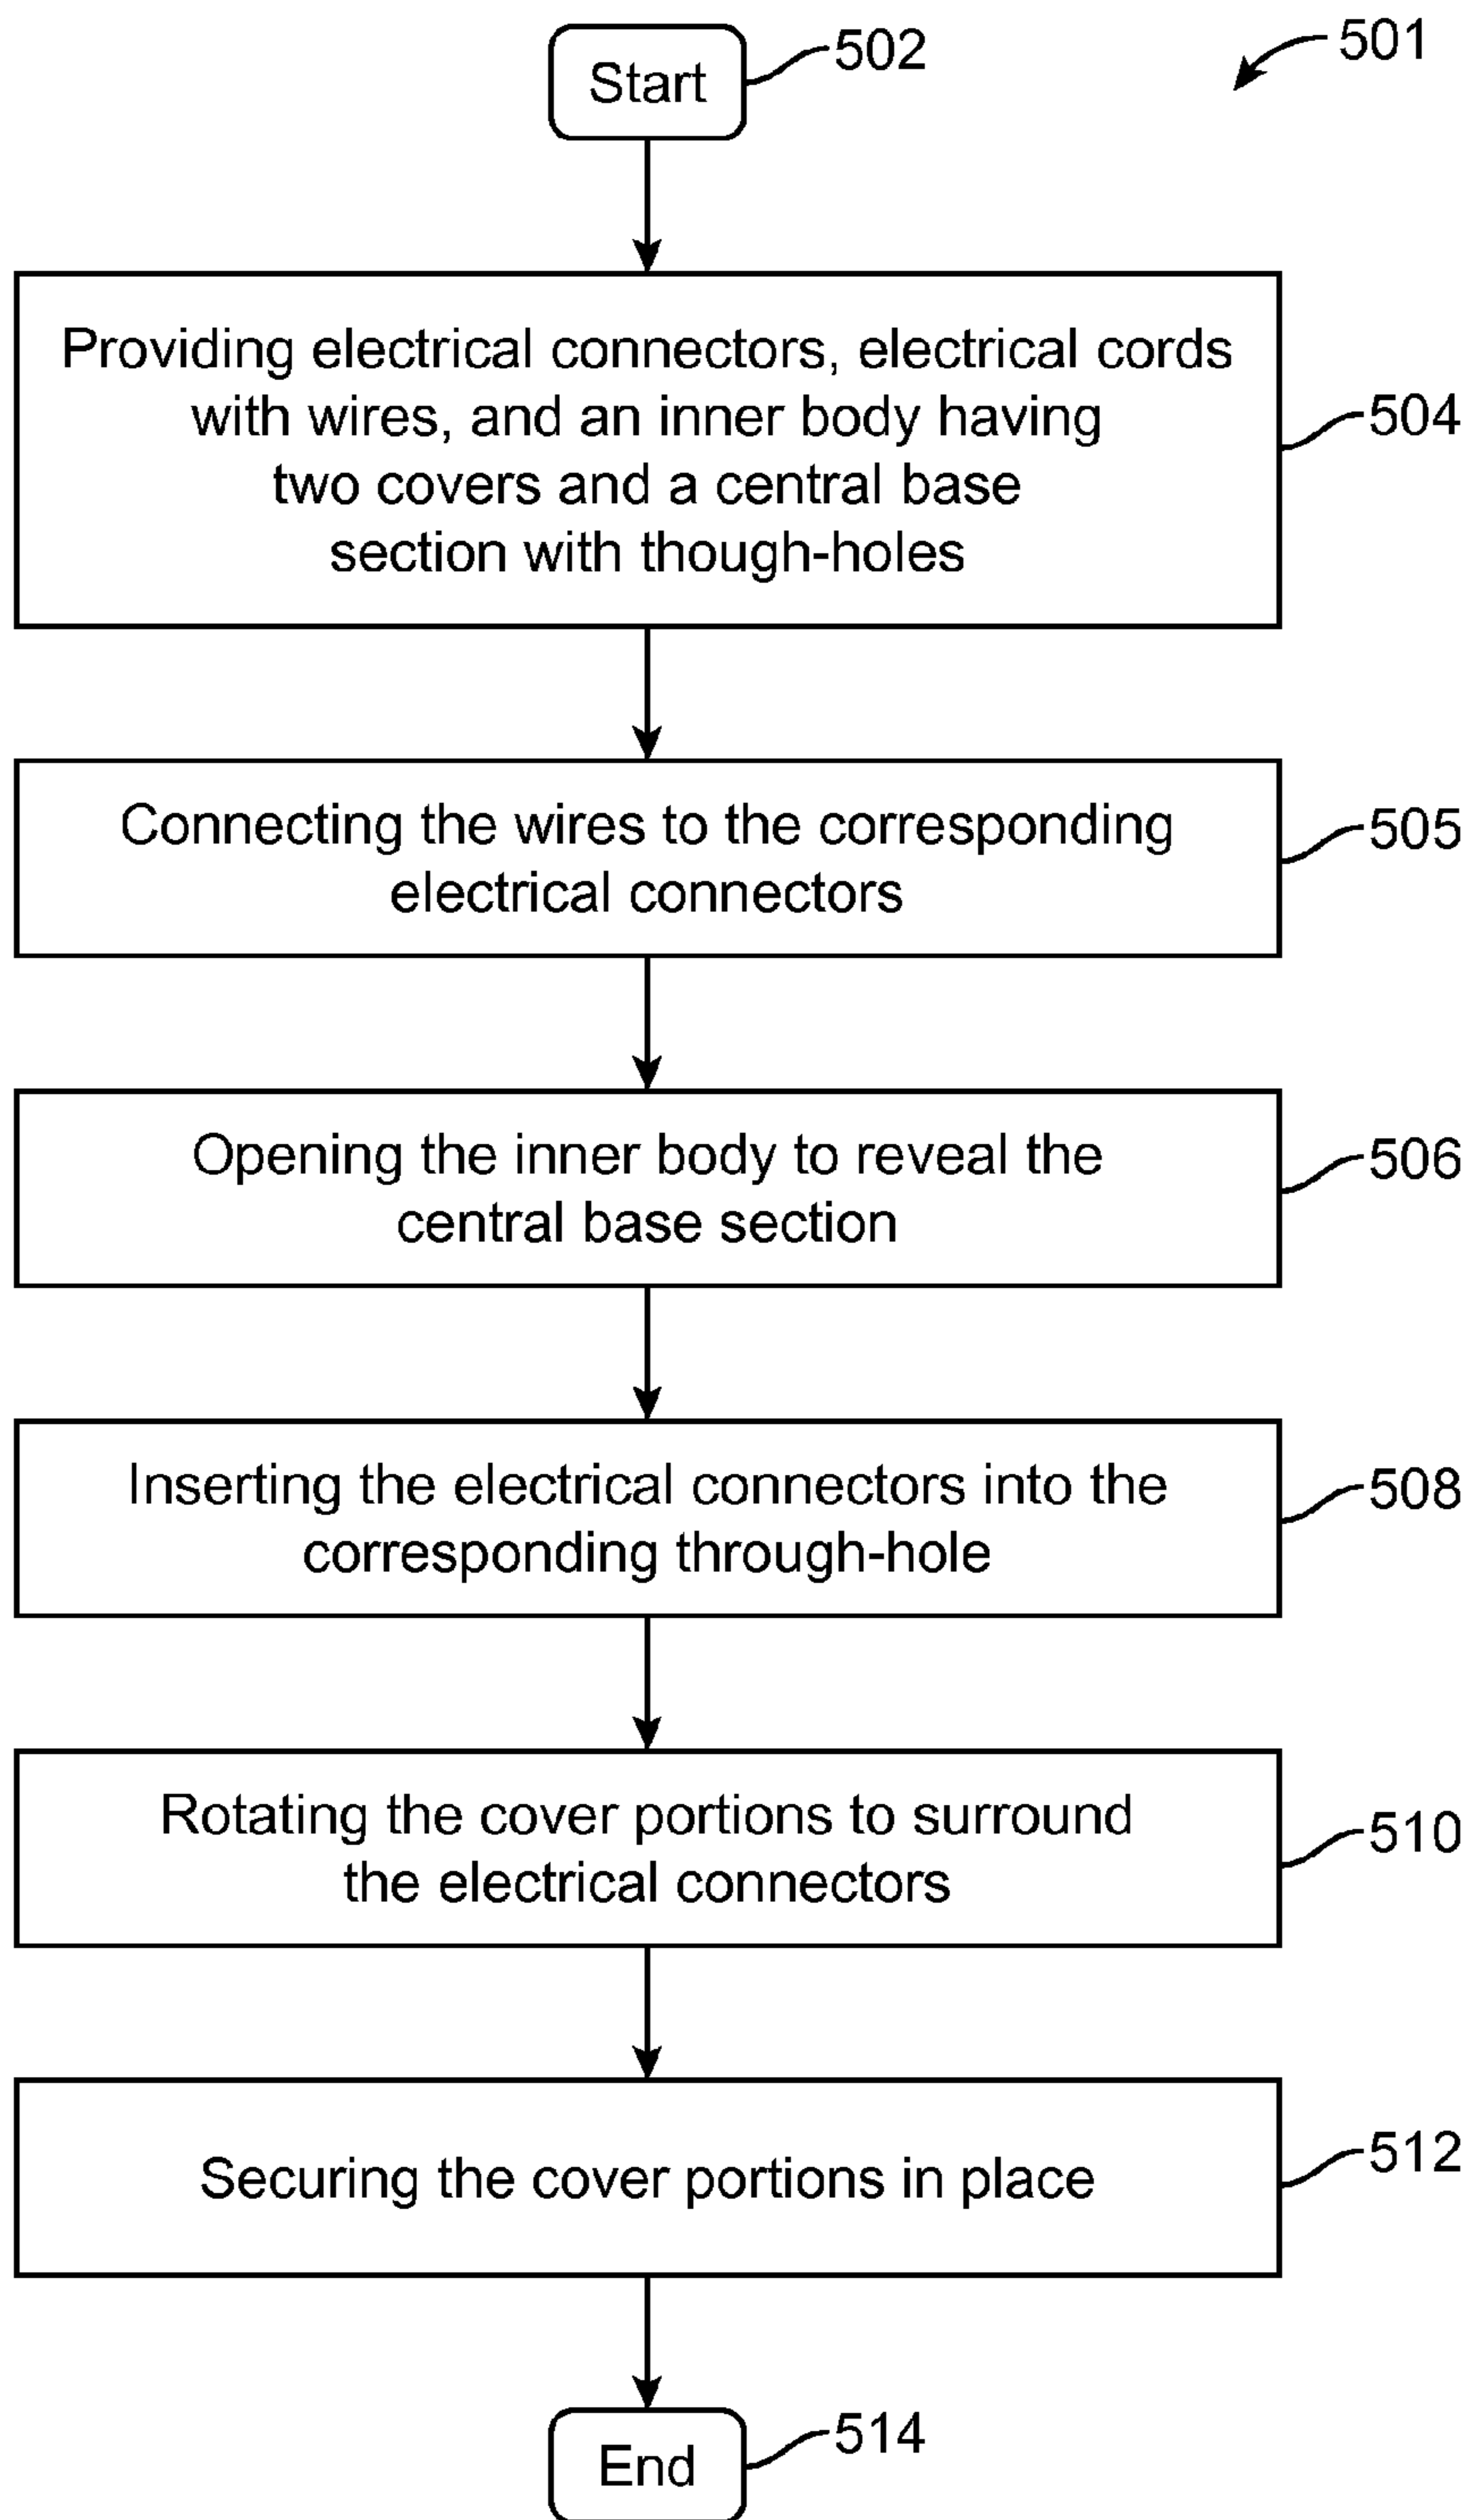 Start
502
501
Providing electrical connectors, electrical cords
with wires, and an inner body having
two covers and a central base
section with though-holes
504
Connecting the wires to the corresponding
electrical connectors
505
Opening the inner body to reveal the
central base section
506
Inserting the electrical connectors into the
corresponding through-hole
508
Rotating the cover portions to surround
the electrical connectors
510
Securing the cover portions in place
512
End
514